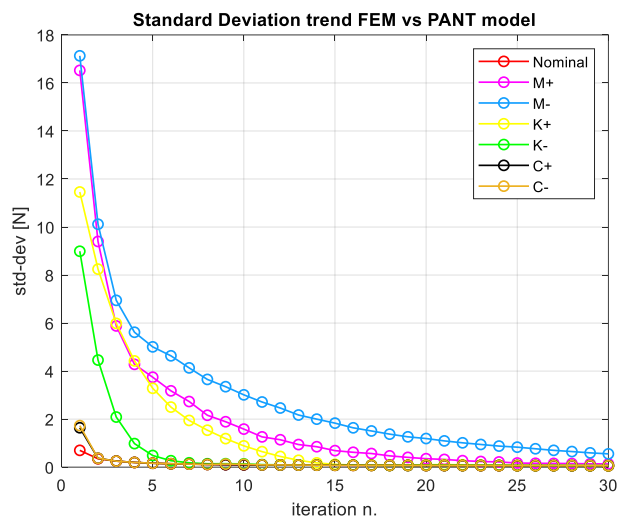 Standard Deviation trend FEM vs PANT model
18
16
14
12
10
8
6
4
2
0
std-dev [N]
Nominal
M+
M-
K+
K-
C+
C-
0 5 10 15 20 25 30
iteration n.